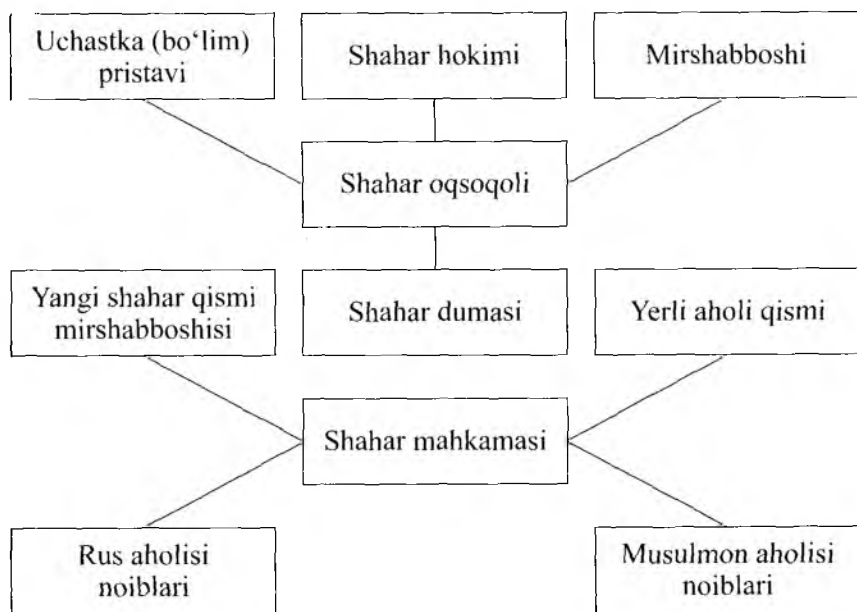 Uchastka (bo‘lim)
pristavi
Shahar hokimi
Mirshabboshi
Shahar oqsoqoli
Yangi shahar qismi
mirshabboshisi
Shahar dumasi
Yerli aholi qismi
Shahar mahkamasi
Rus aholisi
noiblari
Musulmon aholisi
noiblari